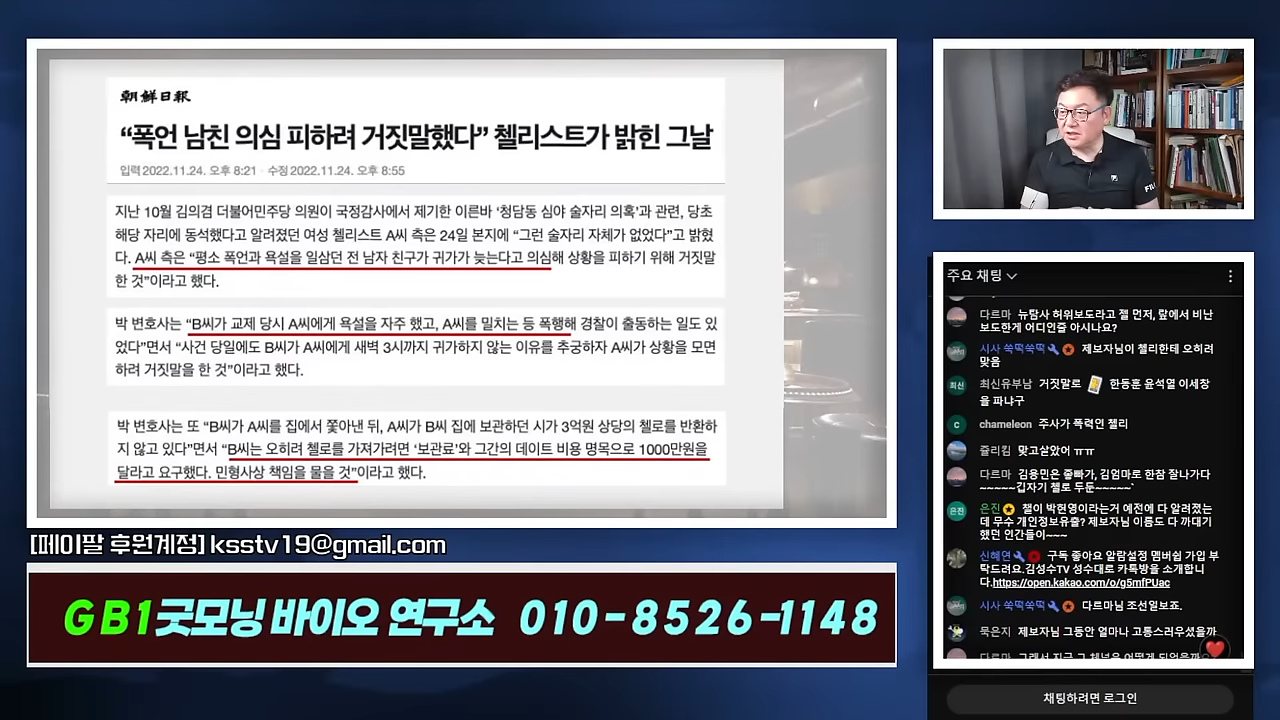 朝鮮日報
“폭언 남친 의심 피하려 거짓말했다” 첼리스트가 밝힌 그날
입력 2022.11.24. 오후 8:21 · 수정 2022.11.24. 오후 8:55
지난 10월 김의겸 더불어민주당 의원이 국정감사에서 제기한 이른바 ‘청담동 심야 술자리 의혹’과 관련, 당초
해당 자리에 동석했다고 알려졌던 여성 첼리스트 A씨 측은 24일 본지에 “그런 술자리 자체가 없었다”고 밝혔
다. A씨 측은 “평소 폭언과 욕설을 일삼던 전 남자 친구가 귀가가 늦는다고 의심해 상황을 피하기 위해 거짓말
한 것”이라고 했다.
박 변호사는 “B씨가 교제 당시 A씨에게 욕설을 자주 했고, A씨를 밀치는 등 폭행해 경찰이 출동하는 일도 있
었다”면서 “사건 당일에도 B씨가 A씨에게 새벽 3시까지 귀가하지 않는 이유를 추궁하자 A씨가 상황을 모면
하려 거짓말을 한 것”이라고 했다.
박 변호사는 또 “B씨가 A씨를 집에서 쫓아낸 뒤, A씨가 B씨 집에 보관하던 시가 3억원 상당의 첼로를 반환하
지 않고 있다”면서 “B씨는 오히려 첼로를 가져가려면 ‘보관료’와 그간의 데이트 비용 명목으로 1000만원을
달라고 요구했다. 민형사상 책임을 물을 것”이라고 했다.
[페이팔 후원계정] ksstv19@gmail.com
GB1 굿모닝 바이오 연구소 010-8526-1148
주요 채팅
다르마 뉴탐사 허위보도라고 젤 먼저, 앞에서 비난
보도한게 어디인줄 아시나요?
시사 쑥떡쑥떡 제보자님이 첼리한테 오히려
맞음
최신 최신유부남 거짓말로 한동훈 윤석열 이세창
을 파냐구
c chameleon 주사가 폭력인 첼리
쥴리킴 맞고살았어 ㅠㅠ
다르마 김용민은 좋빠가, 김엄마로 한참 잘나가다
~~~~~갑자기 첼로 두둔~~~~~`
은진 은진 첼이 박현영이라는거 예전에 다 알려졌는
데 무수 개인정보유출? 제보자님 이름도 다 까대기
했던 인간들이~~~
신혜연 구독 좋아요 알람설정 멤버쉽 가입 부
탁드려요.김성수TV 성수대로 카톡방을 소개합니
다.https://open.kakao.com/o/g5mfPUac
시사 쑥떡쑥떡 다르마님 조선일보죠.
묵은지 제보자님 그동안 얼마나 고통스러우셨을까
다르마
채팅하려면 로그인